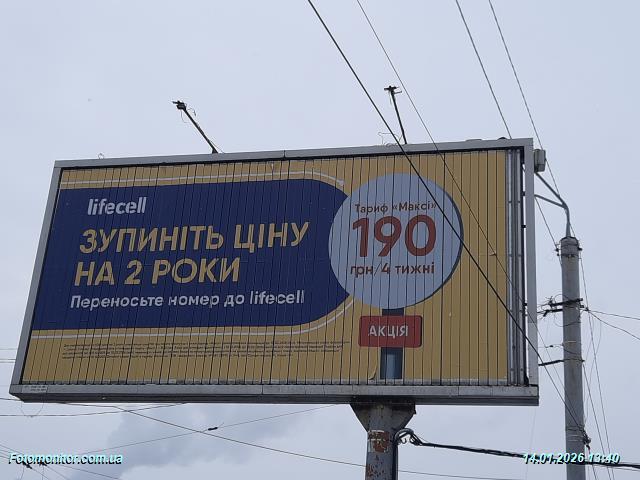 lifecell
ЗУПИНІТЬ ЦІНУ
НА 2 РОКИ
Переносьте номер до lifecell
Тариф «Максі»
190
грн/4 тижні
АКЦІЯ
Fotomonitor.com.ua
14.01.2026 13:40